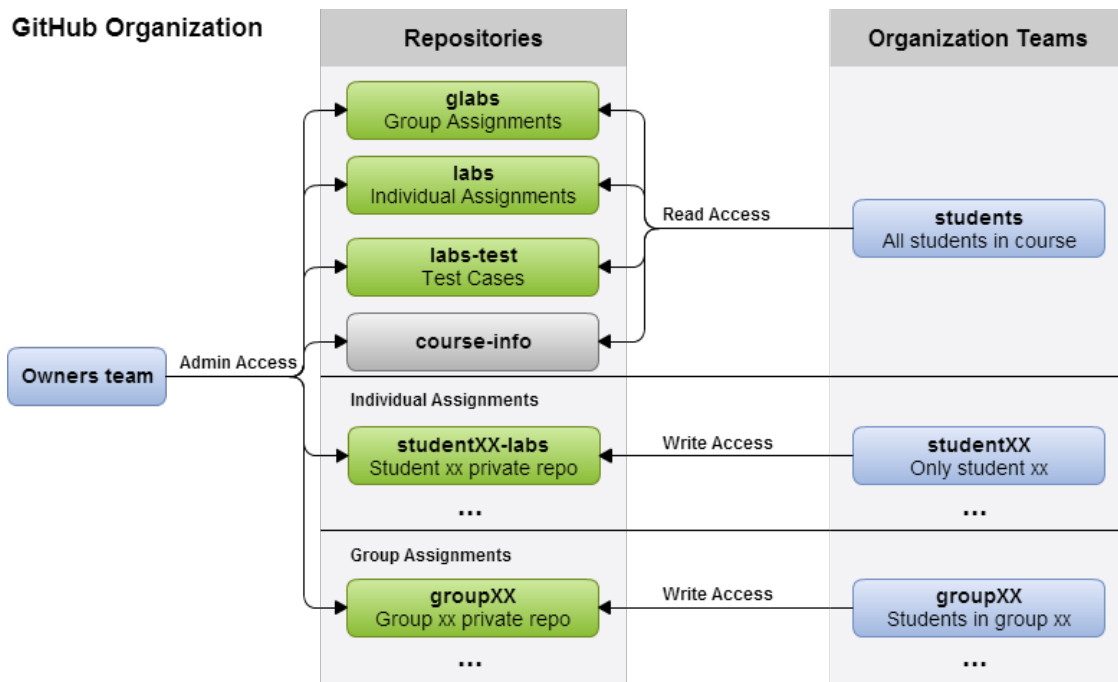 GitHub Organization
Repositories
Organization Teams
glabs
Group Assignments
labs
Individual Assignments
Read Access
students
All students in course
labs-test
Test Cases
course-info
Owners team
Admin Access
Individual Assignments
studentXX-labs
Student xx private repo
Write Access
studentXX
Only student xx
...
...
Group Assignments
groupXX
Group xx private repo
Write Access
groupXX
Students in group xx
...
...